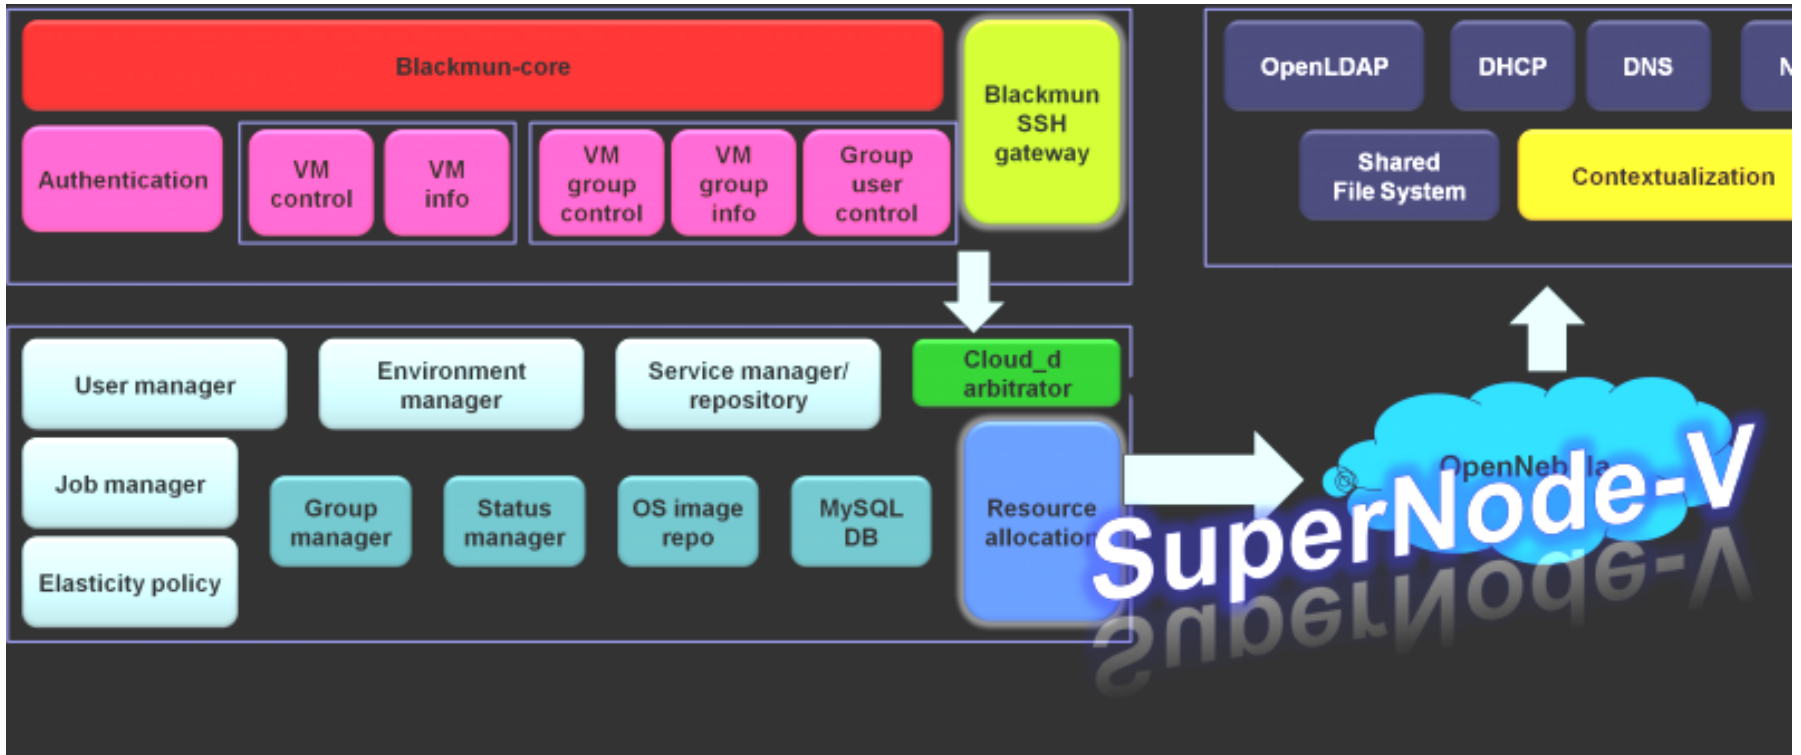 Blackmun-core
Blackmun
SSH
gateway
Authentication
VM
control
VM
info
VM
group
control
VM
group
info
Group
user
control
OpenLDAP
DHCP
DNS
Shared
File System
Contextualization
User manager
Environment
manager
Service manager/
repository
Cloud_d
arbitrator
Job manager
Elasticity policy
Group
manager
Status
manager
OS image
repo
MySQL
DB
Resource
allocation
OpenNebula
SuperNode-V